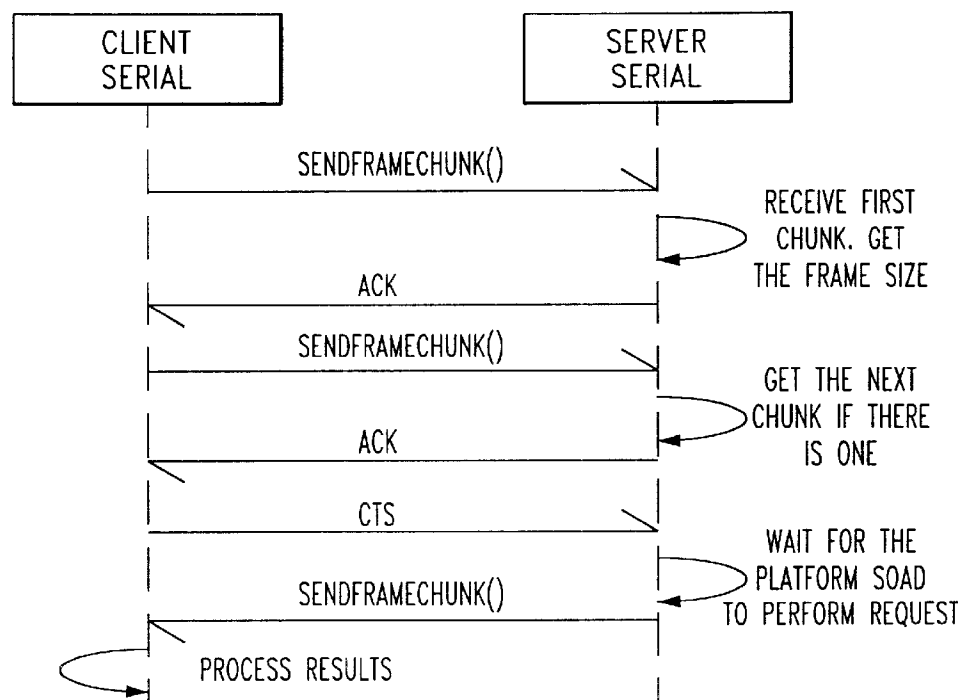 CLIENT
SERIAL
SERVER
SERIAL
SENDFRAMECHUNK()
RECEIVE FIRST
CHUNK. GET
THE FRAME SIZE
ACK
SENDFRAMECHUNK()
GET THE NEXT
CHUNK IF THERE
IS ONE
ACK
CTS
WAIT FOR THE
PLATFORM SOAD
TO PERFORM REQUEST
SENDFRAMECHUNK()
PROCESS RESULTS